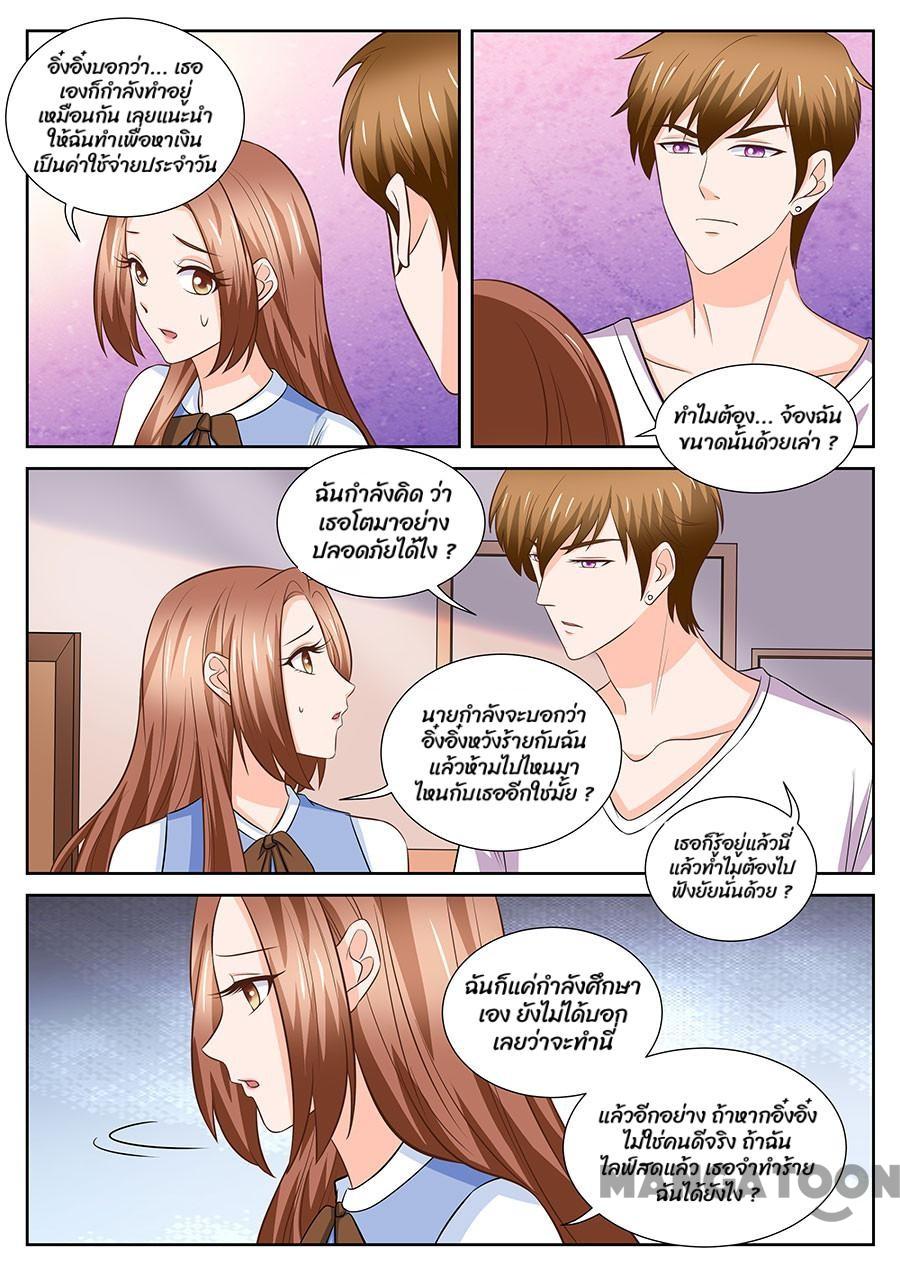 อิ๋งอิ๋งบอกว่า... เธอ
เองก็กำลังทำอยู่
เหมือนกัน เลยแนะนำ
ให้ฉันทำเพื่อหาเงิน
เป็นค่าใช้จ่ายประจำวัน
ทำไมต้อง... จ้องฉัน
ขนาดนั้นด้วยเล่า ?
ฉันกำลังคิด ว่า
เธอโตมาอย่าง
ปลอดภัยได้ไง ?
นายกำลังจะบอกว่า
อิ๋งอิ๋งหวังร้ายกับฉัน
แล้วห้ามไปไหนมา
ไหนกับเธออีกใช่มั้ย ?
เธอก็รู้อยู่แล้วนี่
แล้วทำไมต้องไป
ฟังยัยนั่นด้วย ?
ฉันก็แค่กำลังศึกษา
เอง ยังไม่ได้บอก
เลยว่าจะทำนี่
แล้วอีกอย่าง ถ้าหากอิ๋งอิ๋ง
ไม่ใช่คนดีจริง ถ้าฉัน
ไลฟ์สดแล้ว เธอจำทำร้าย
ฉันได้ยังไง ?
MANGATOON